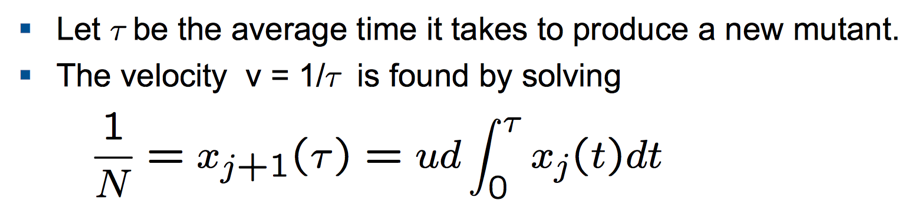 ▪ Let τ be the average time it takes to produce a new mutant.
▪ The velocity v = 1/τ is found by solving
1/N = x_{j+1}(τ) = ud ∫_0^τ x_j(t)dt